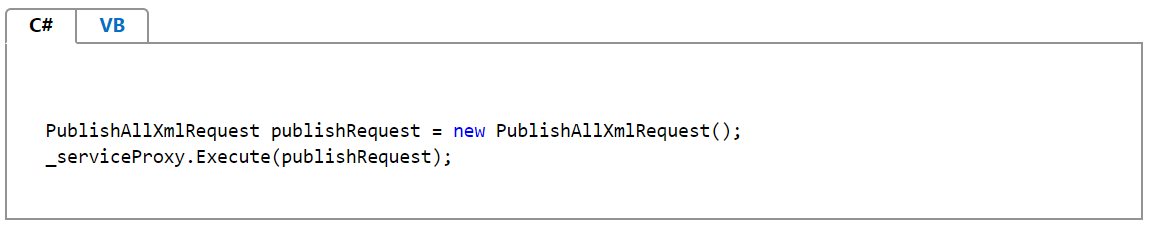 C# VB
PublishAllXmlRequest publishRequest = new PublishAllXmlRequest();
_serviceProxy.Execute(publishRequest);